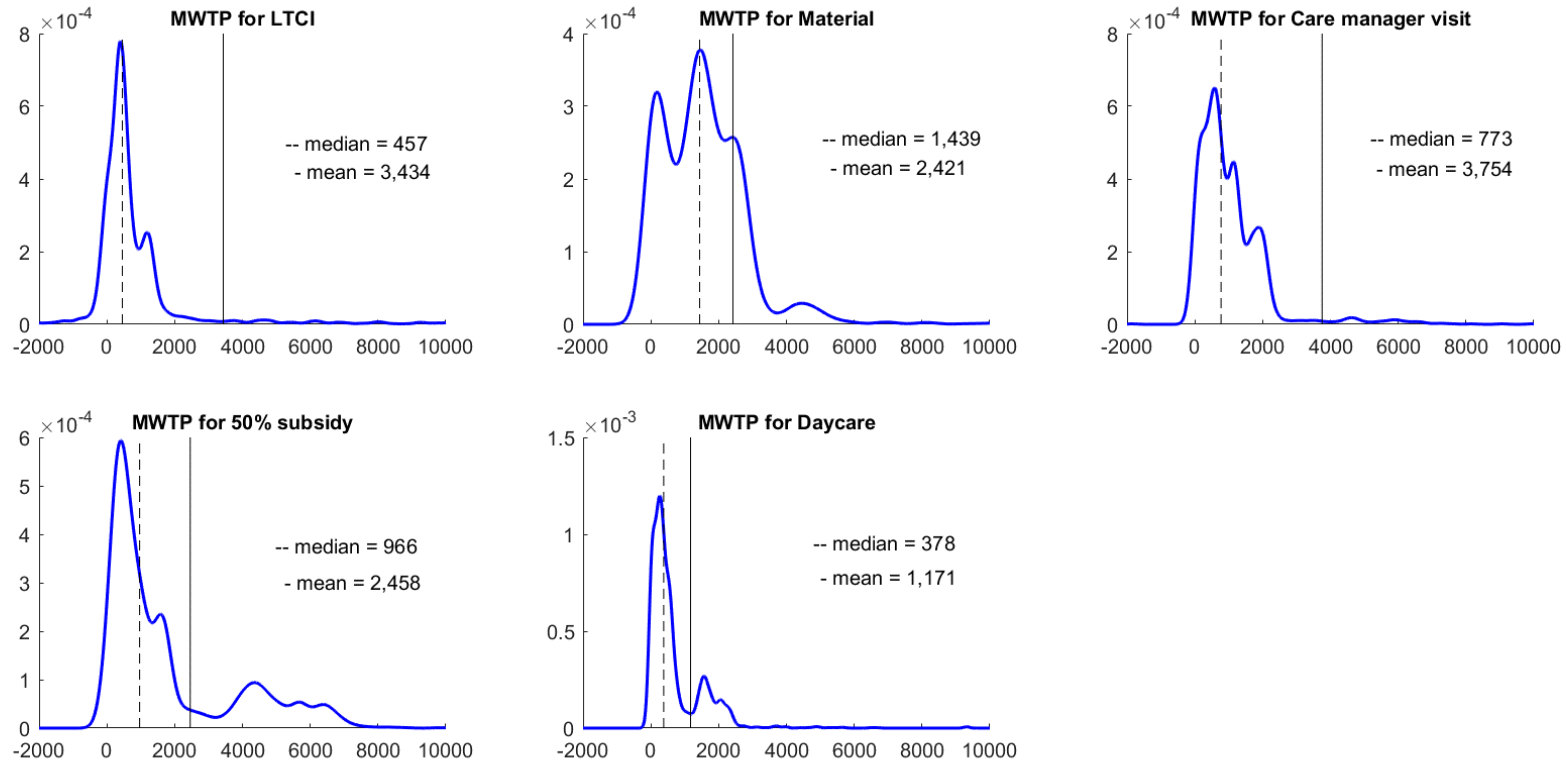 ×10-4 MWTP for LTCI
8
6
4
2
0
-- median = 457
- mean = 3,434
-2000 0 2000 4000 6000 8000 10000
×10-4 MWTP for Material
4
3
2
1
0
-- median = 1,439
- mean = 2,421
-2000 0 2000 4000 6000 8000 10000
×10-4 MWTP for Care manager visit
8
6
4
2
0
-- median = 773
- mean = 3,754
-2000 0 2000 4000 6000 8000 10000
×10-4 MWTP for 50% subsidy
6
5
4
3
2
1
0
-- median = 966
- mean = 2,458
-2000 0 2000 4000 6000 8000 10000
×10-3 MWTP for Daycare
1.5
1
0.5
0
-- median = 378
- mean = 1,171
-2000 0 2000 4000 6000 8000 10000